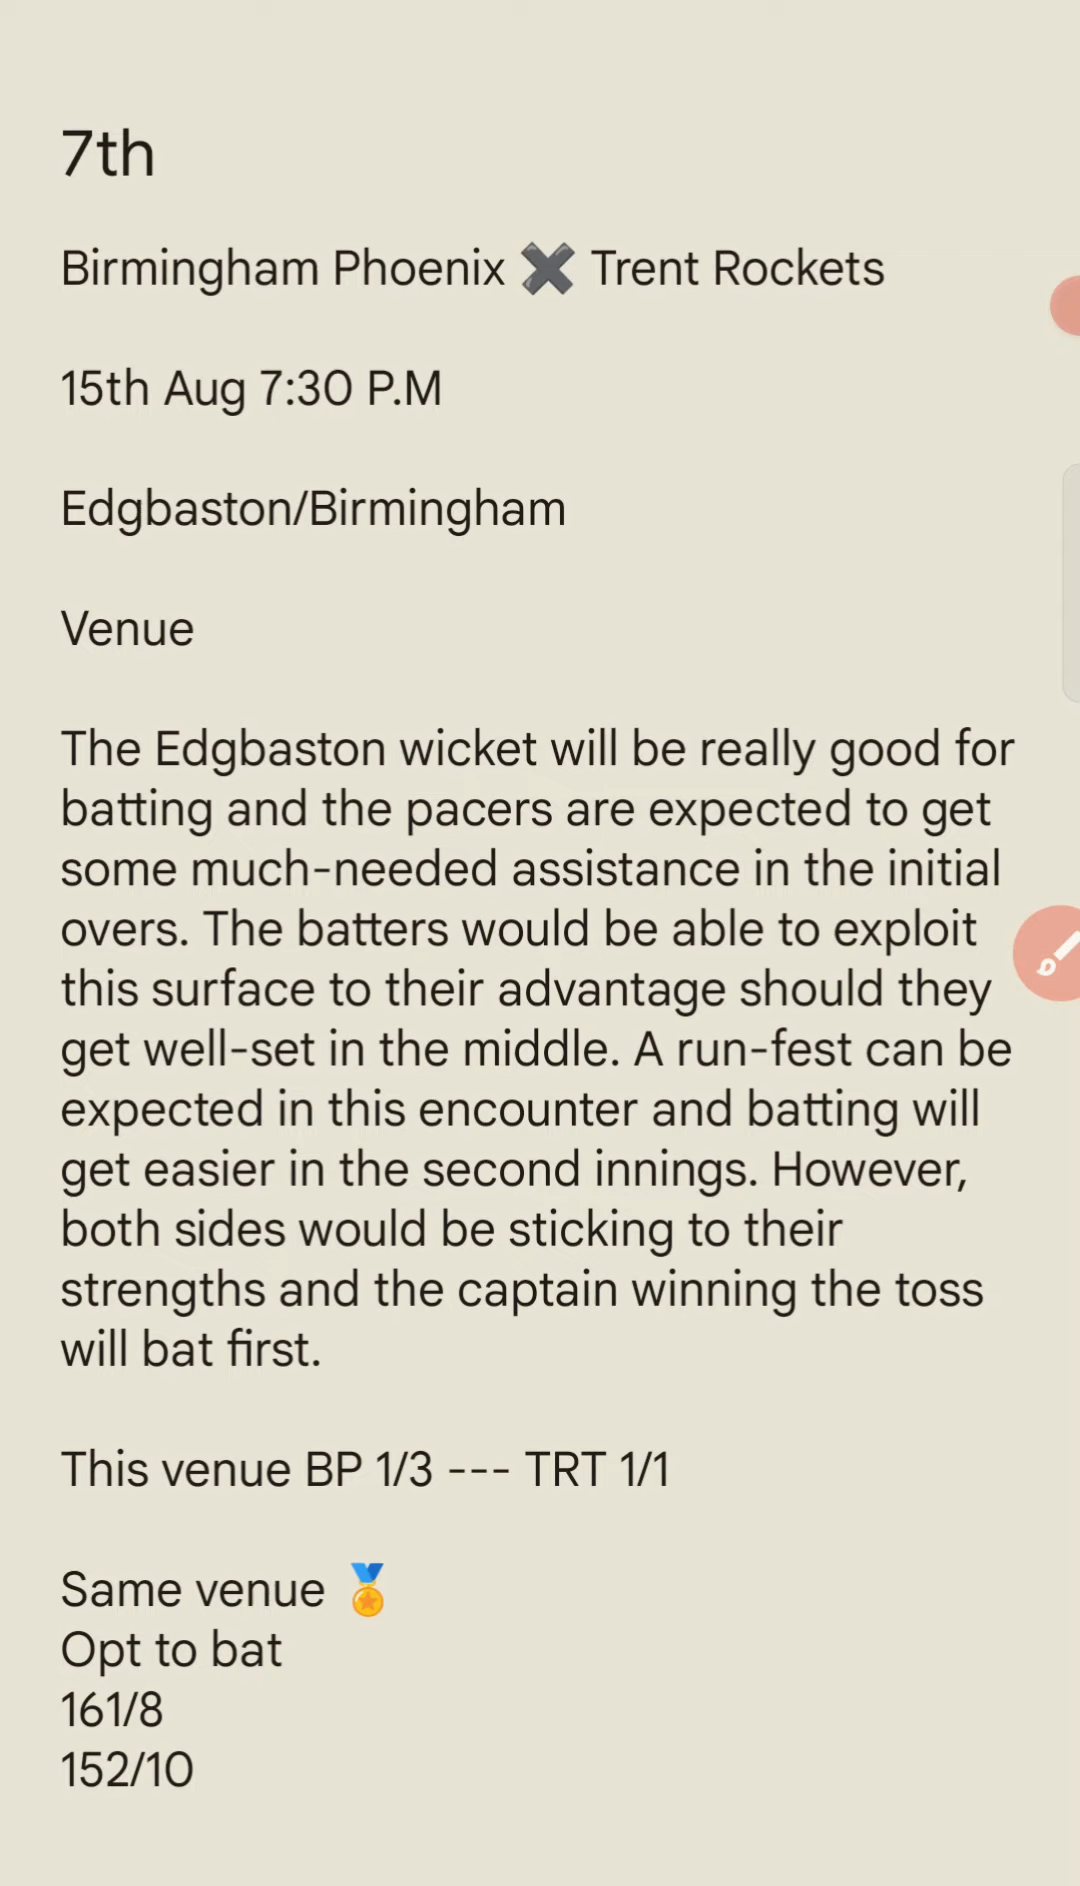 7th
Birmingham Phoenix ✖️ Trent Rockets
15th Aug 7:30 P.M
Edgbaston/Birmingham
Venue
The Edgbaston wicket will be really good for
batting and the pacers are expected to get
some much-needed assistance in the initial
overs. The batters would be able to exploit
this surface to their advantage should they
get well-set in the middle. A run-fest can be
expected in this encounter and batting will
get easier in the second innings. However,
both sides would be sticking to their
strengths and the captain winning the toss
will bat first.
This venue BP 1/3 --- TRT 1/1
Same venue 🏅
Opt to bat
161/8
152/10